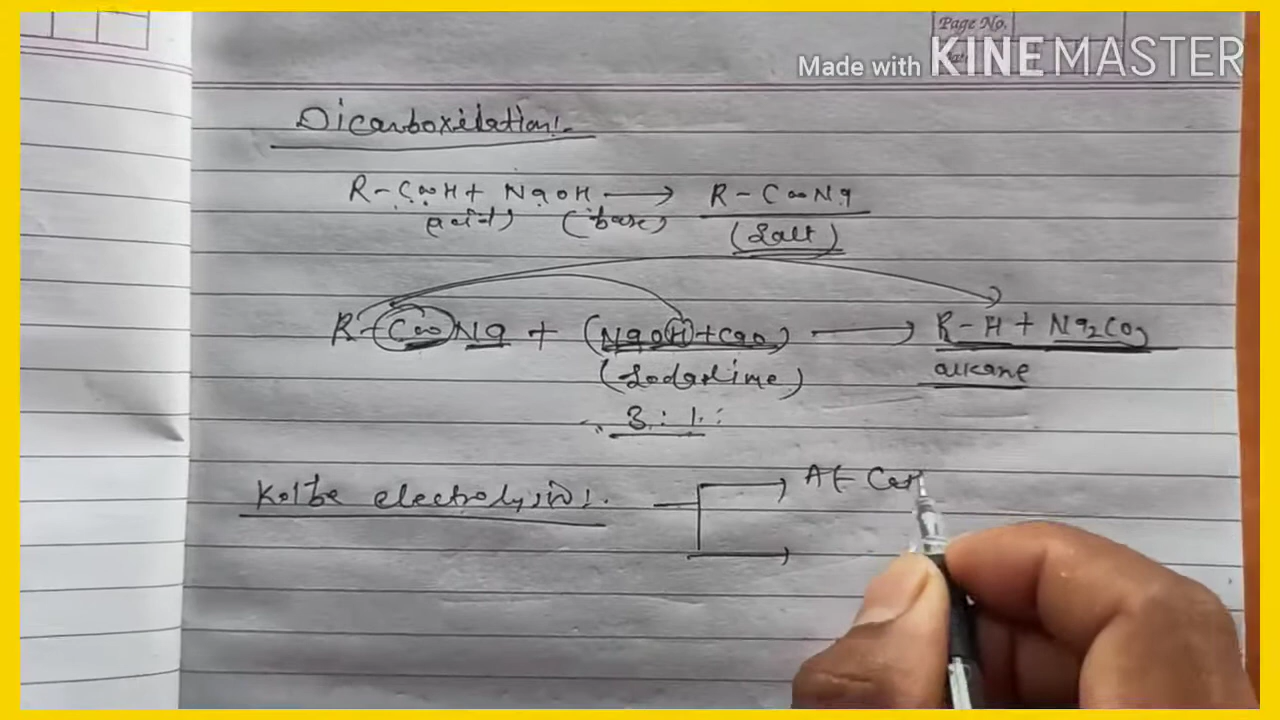 Page No.
Made with KINEMASTER
Dicarboxilation:-
R-COOH + NaOH → R-COONa
(acid) (base) (Salt)
R-COONa + (NaOH+CaO) → R-H + Na2CO3
(Sodaslime) alkane
3:1:
Kolbe electrolysis:-
At Cat